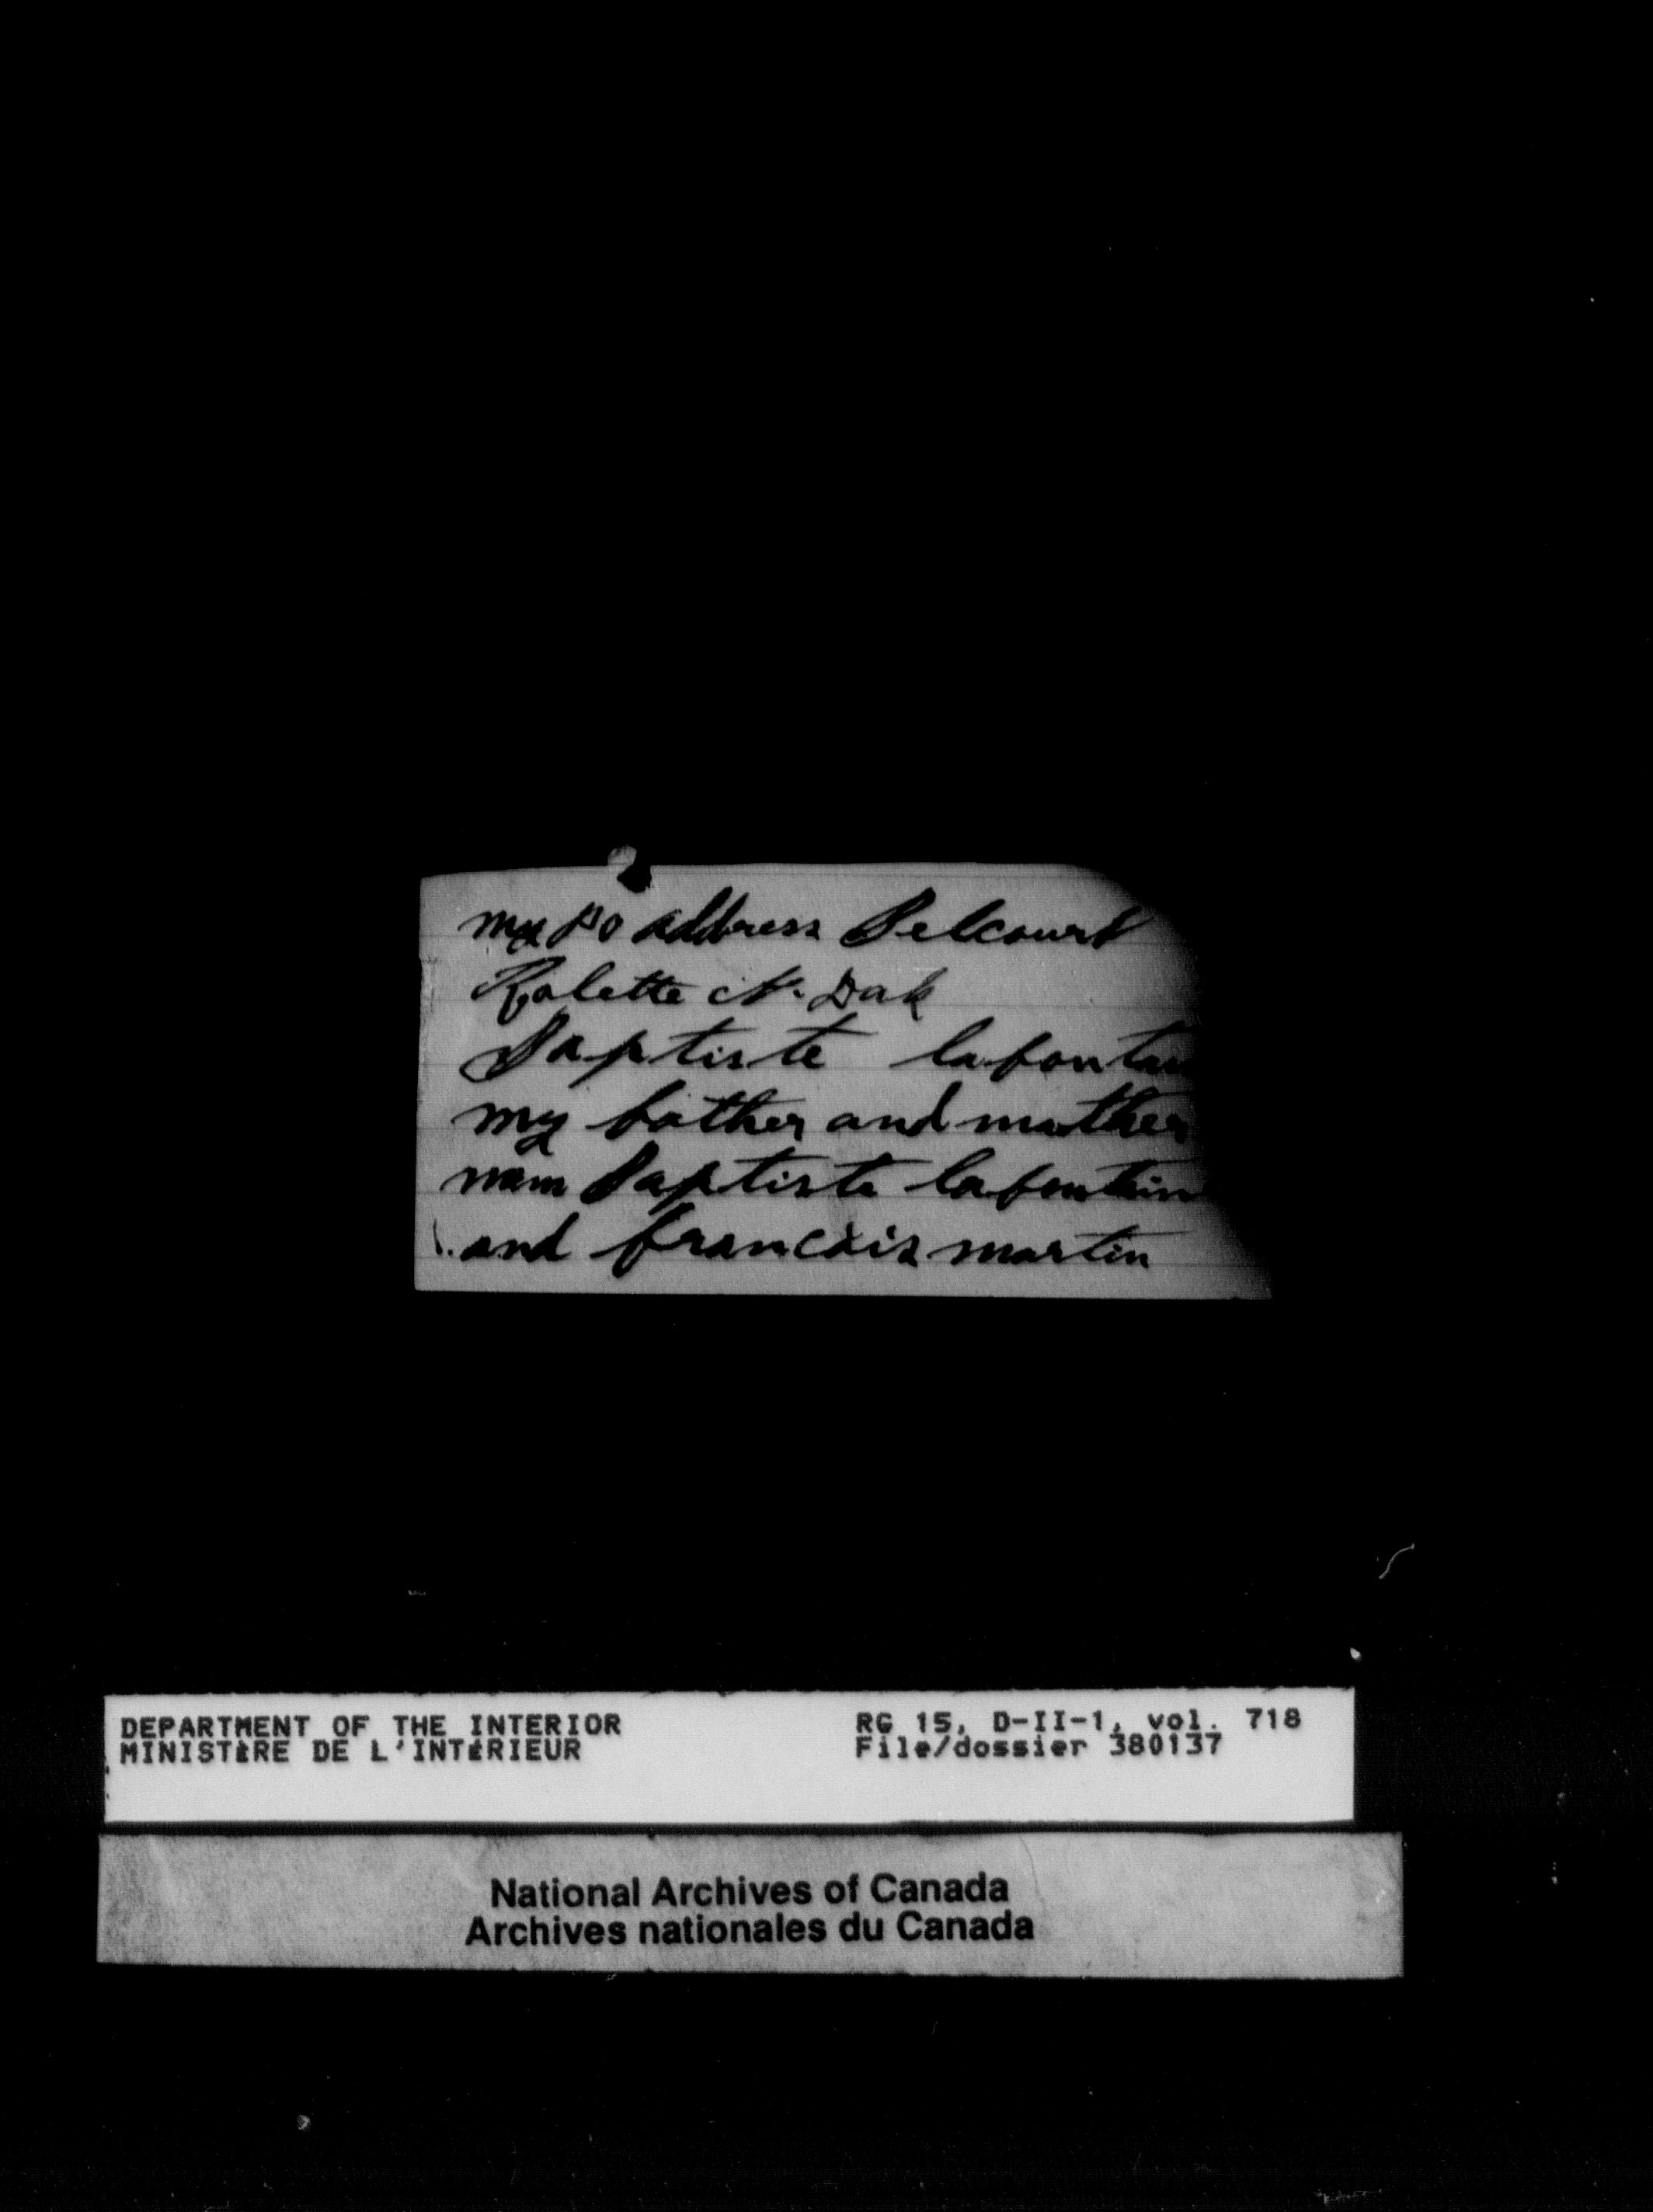 my po address Belcourt
Rolette N. Dak
Baptiste lafontain
my father and mother
nam Baptiste lafontain
and francois martin
DEPARTMENT OF THE INTERIOR RG 15, D-II-1, vol. 718
MINISTÈRE DE L'INTÉRIEUR File/dossier 380137
National Archives of Canada
Archives nationales du Canada